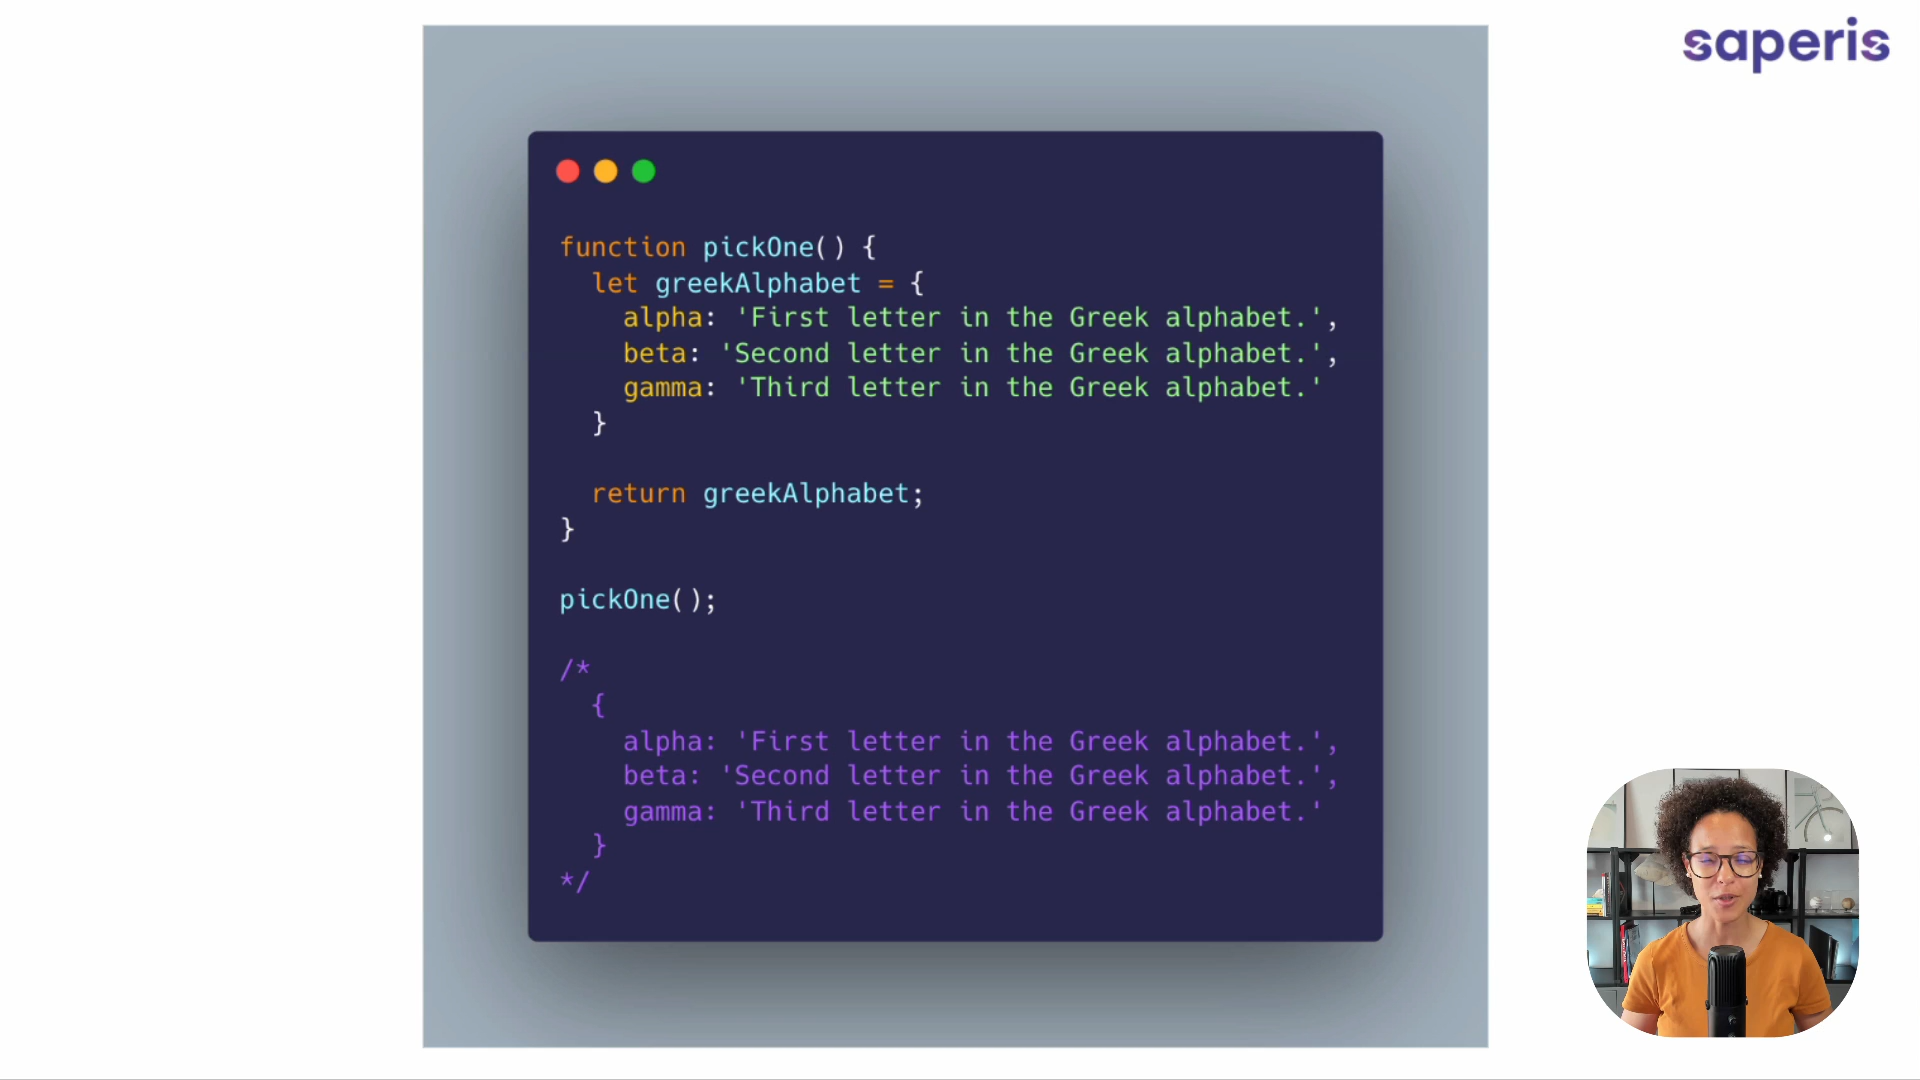 saperis
function pickOne() {
  let greekAlphabet = {
    alpha: 'First letter in the Greek alphabet.',
    beta: 'Second letter in the Greek alphabet.',
    gamma: 'Third letter in the Greek alphabet.'
  }

  return greekAlphabet;
}

pickOne();

/*
  {
    alpha: 'First letter in the Greek alphabet.',
    beta: 'Second letter in the Greek alphabet.',
    gamma: 'Third letter in the Greek alphabet.'
  }
*/